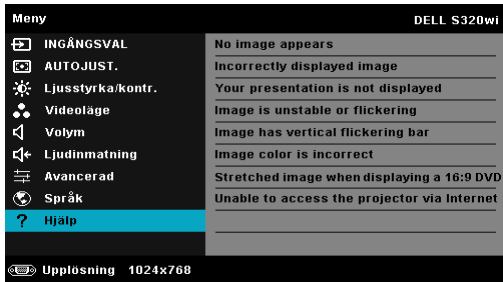 Meny
DELL S320wi
INGÅNGSVAL
AUTOJUST.
Ljusstyrka/kontr.
Videoläge
Volym
Ljudinmatning
Avancerad
Språk
? Hjälp
No image appears
Incorrectly displayed image
Your presentation is not displayed
Image is unstable or flickering
Image has vertical flickering bar
Image color is incorrect
Stretched image when displaying a 16:9 DVD
Unable to access the projector via Internet
Upplösning 1024x768